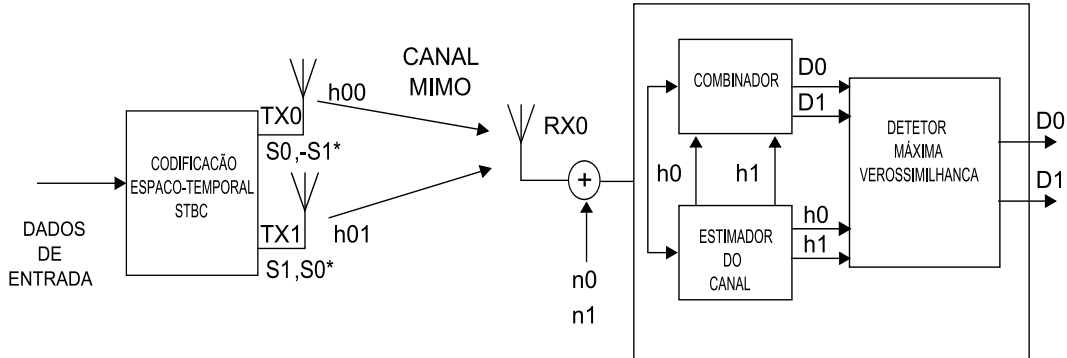 DADOS
DE
ENTRADA
CODIFICAÇÃO
ESPACO-TEMPORAL
STBC
TX0
S0,-S1*
TX1
S1,S0*
h00
h01
CANAL
MIMO
RX0
n0
n1
COMBINADOR
D0
D1
h0
h1
ESTIMADOR
DO
CANAL
h0
h1
DETETOR
MÁXIMA
VEROSSIMILHANCA
D0
D1